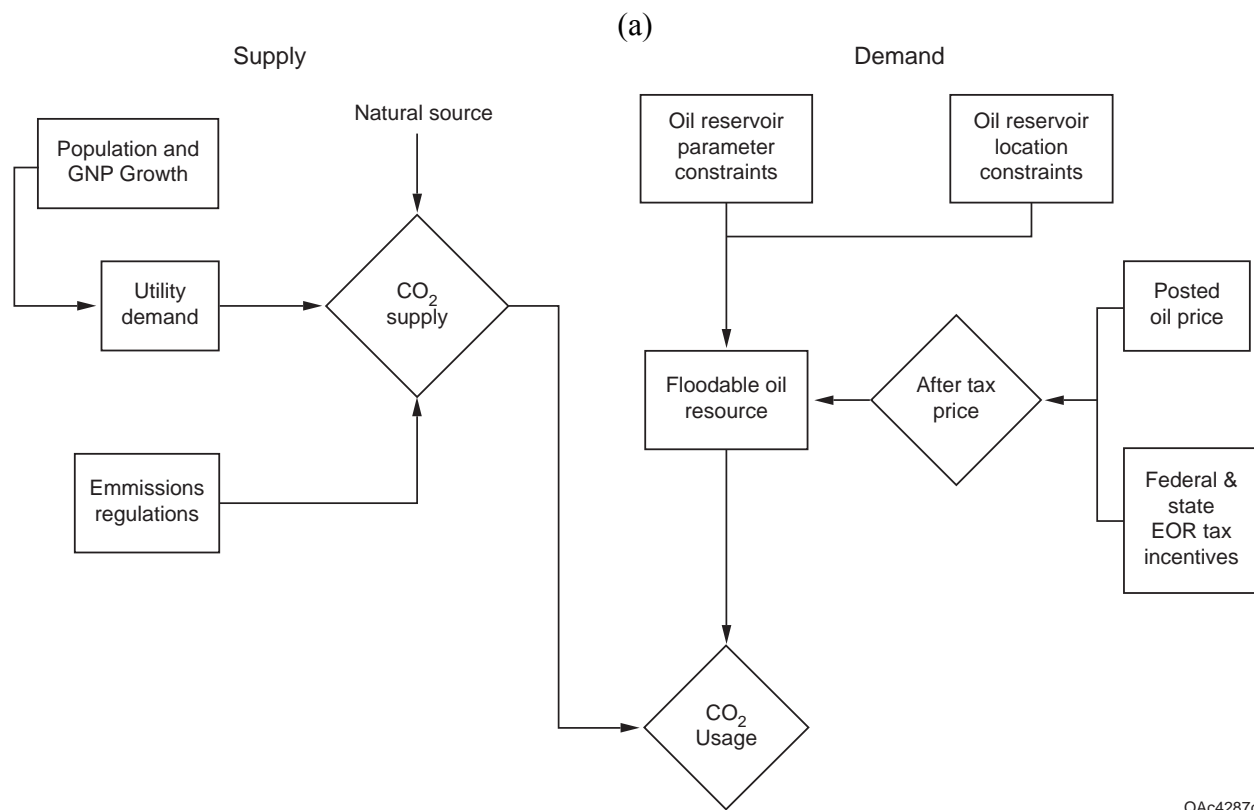 (a)
Supply
Demand
Natural source
Population and
GNP Growth
Utility
demand
CO2
supply
Emmissions
regulations
Oil reservoir
parameter
constraints
Oil reservoir
location
constraints
Floodable oil
resource
After tax
price
Posted
oil price
Federal &
state
EOR tax
incentives
CO2
Usage